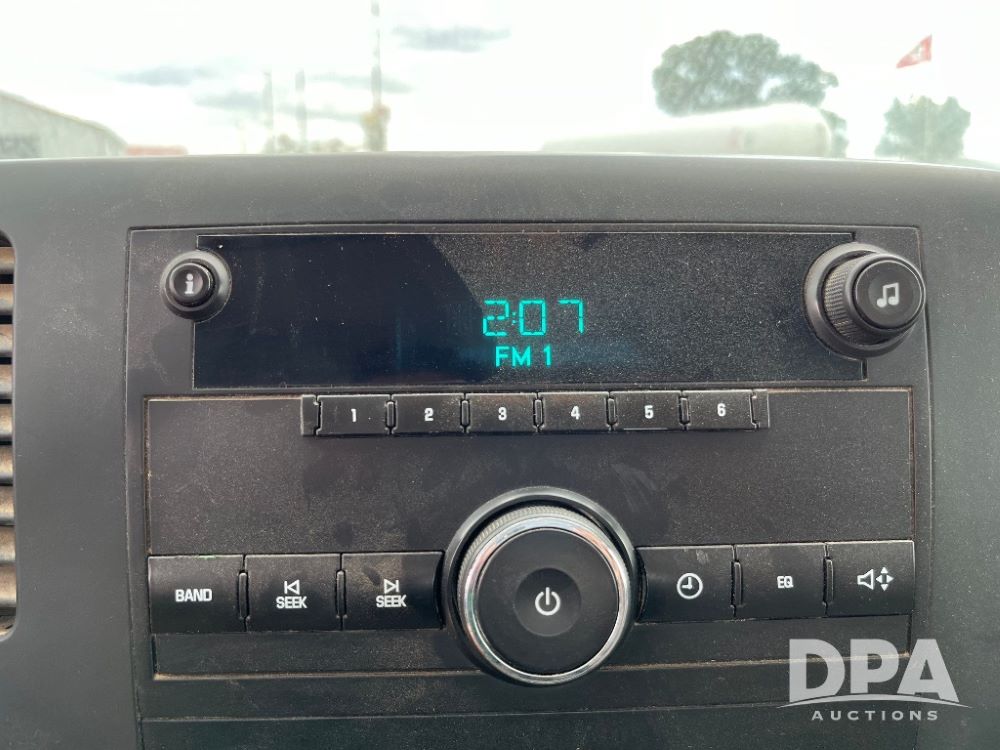 i
2:07
FM 1
1 2 3 4 5 6
BAND
SEEK
SEEK
EQ
DPA
AUCTIONS